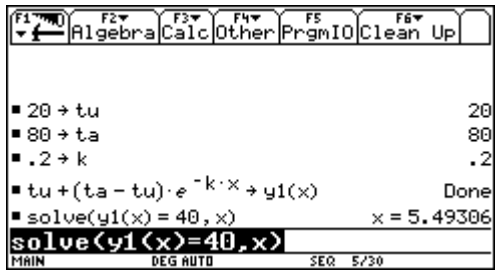 F1 F2 F3 F4 F5 F6
Algebra Calc Other PrgmIO Clean Up
20 → tu 20
80 → ta 80
.2 → k .2
tu + (ta - tu)·e^-k·x → y1(x) Done
solve(y1(x) = 40, x) x = 5.49306
solve(y1(x)=40,x)
MAIN DEG AUTO SEQ 5/30